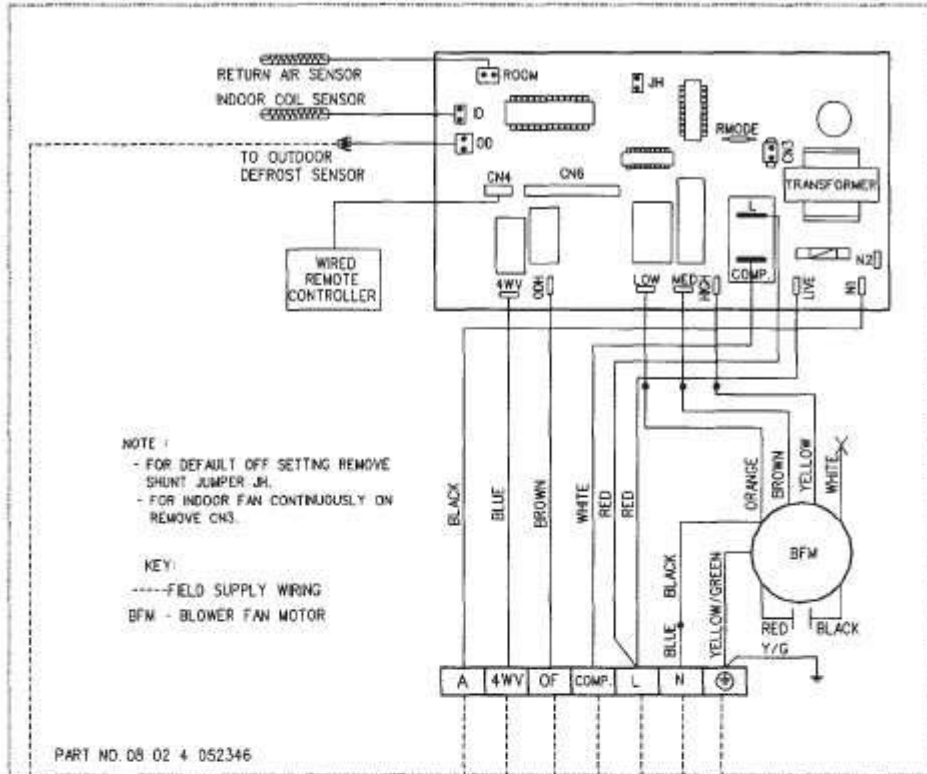 RETURN AIR SENSOR
INDOOR COIL SENSOR
TO OUTDOOR
DEFROST SENSOR
WIRED
REMOTE
CONTROLLER
ROOM
ID
OD
JH
RMODE
CN3
CN4
CN6
TRANSFORMER
L
COMP.
4WV
ODH
LOW
MED
HIGH
LIVE
N1
N2
NOTE :
- FOR DEFAULT OFF SETTING REMOVE
SHUNT JUMPER JH.
- FOR INDOOR FAN CONTINUOUSLY ON
REMOVE CN3.
KEY:
-----FIELD SUPPLY WIRING
BFM - BLOWER FAN MOTOR
BLACK
BLUE
BROWN
WHITE
RED
RED
BLACK
BLUE
YELLOW/GREEN
ORANGE
BROWN
YELLOW
WHITE
BFM
RED
BLACK
Y/G
A
4WV
OF
COMP.
L
N
PART NO. 08 02 4 052346